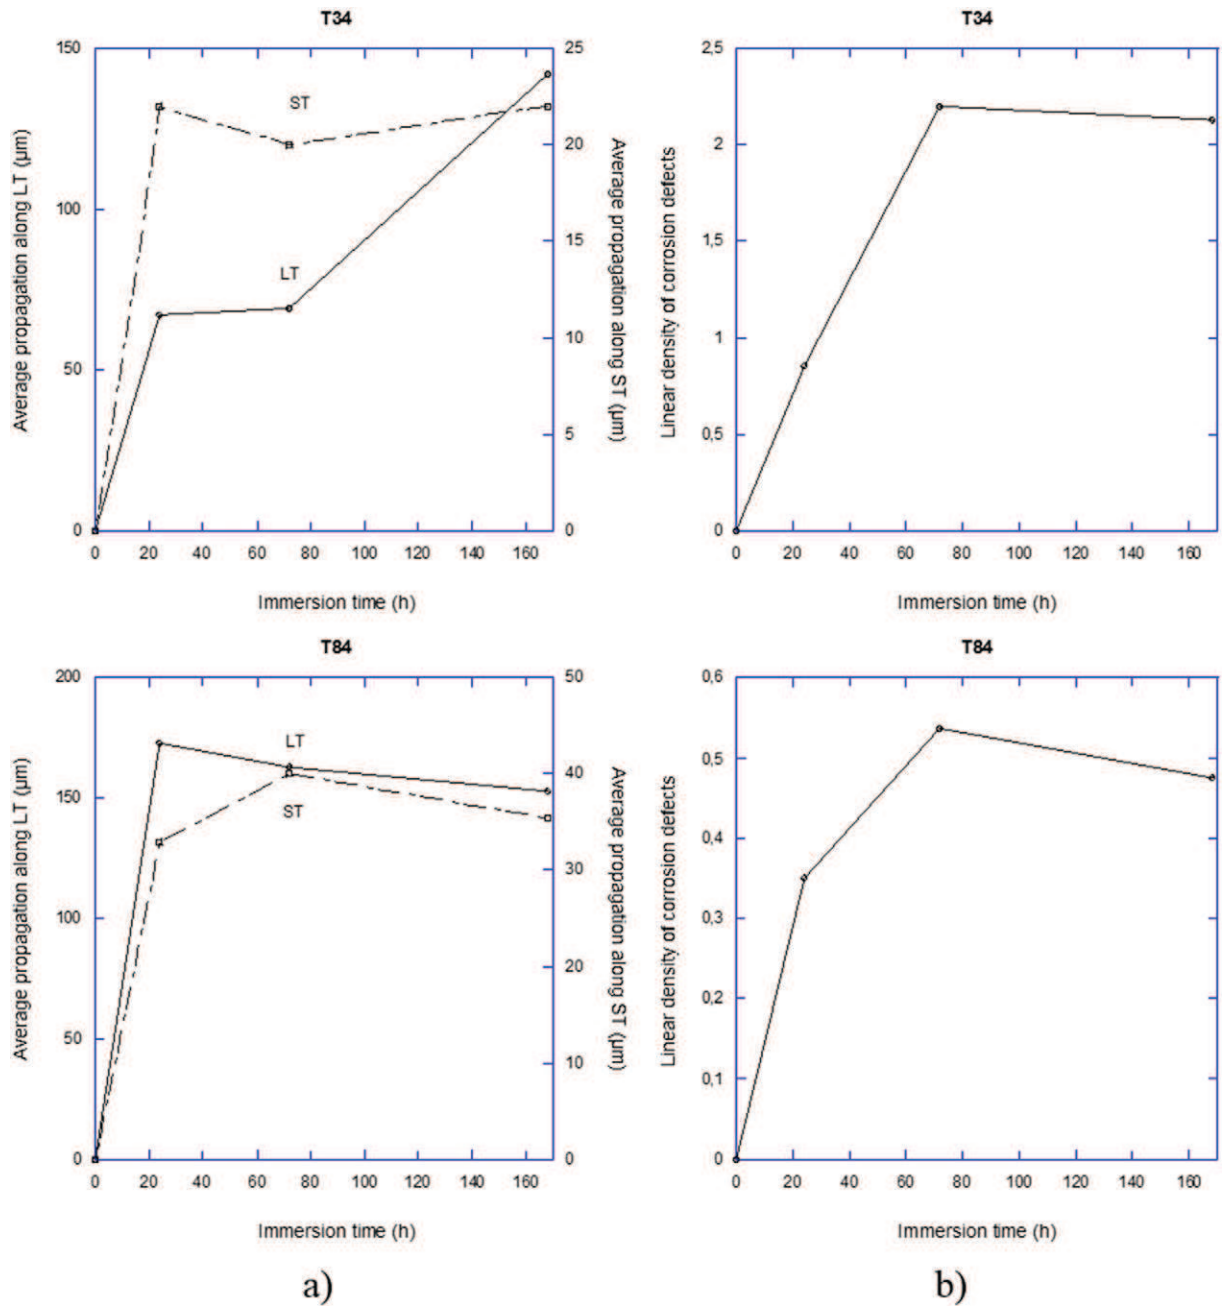 T34
150
100
50
0
Average propagation along LT (µm)
25
20
15
10
5
0
Average propagation along ST (µm)
ST
LT
0 20 40 60 80 100 120 140 160
Immersion time (h)
T34
2,5
2
1,5
1
0,5
0
Linear density of corrosion defects
0 20 40 60 80 100 120 140 160
Immersion time (h)
T84
200
150
100
50
0
Average propagation along LT (µm)
50
40
30
20
10
0
Average propagation along ST (µm)
LT
ST
0 20 40 60 80 100 120 140 160
Immersion time (h)
T84
0,6
0,5
0,4
0,3
0,2
0,1
0
Linear density of corrosion defects
0 20 40 60 80 100 120 140 160
Immersion time (h)
a)
b)